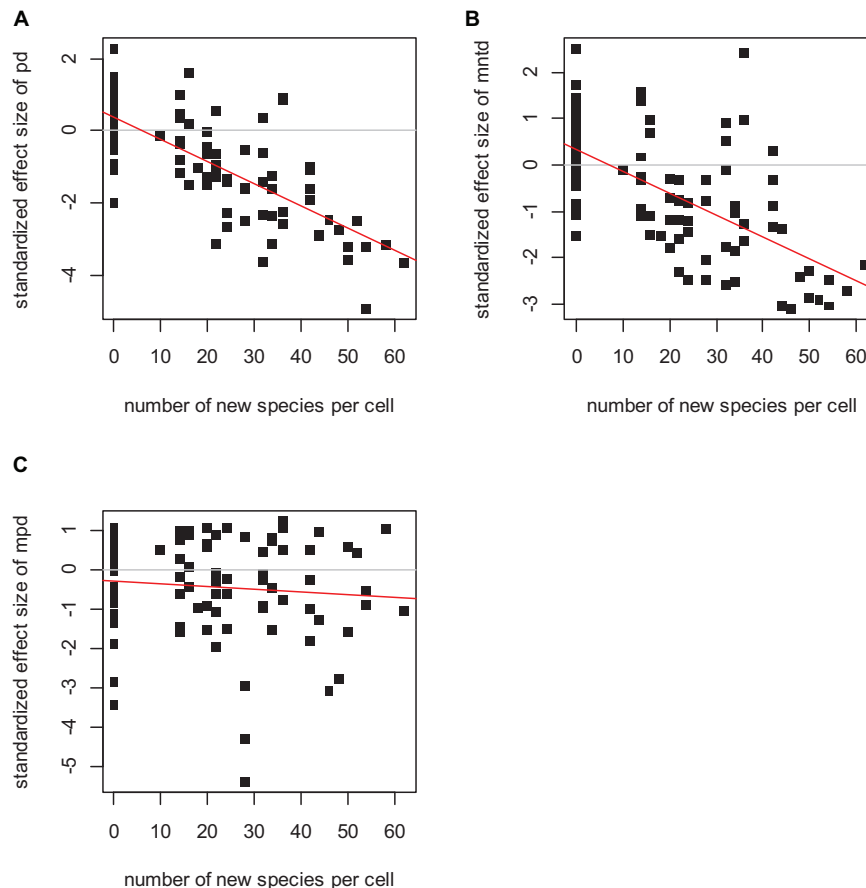 A
standardized effect size of pd
2
0
-2
-4
0 10 20 30 40 50 60
number of new species per cell
B
standardized effect size of mntd
2
1
0
-1
-2
-3
0 10 20 30 40 50 60
number of new species per cell
C
standardized effect size of mpd
1
0
-1
-2
-3
-4
-5
0 10 20 30 40 50 60
number of new species per cell